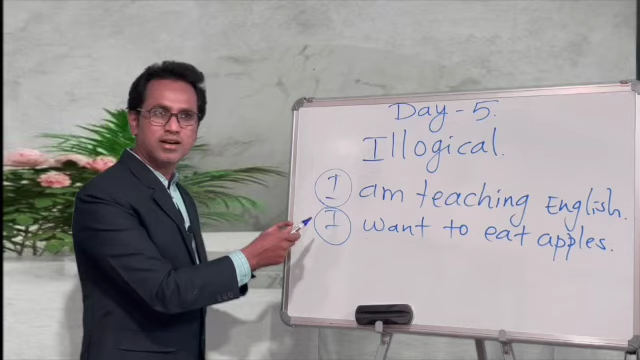 Day - 5.
Illogical.
I am teaching English.
I want to eat apples.